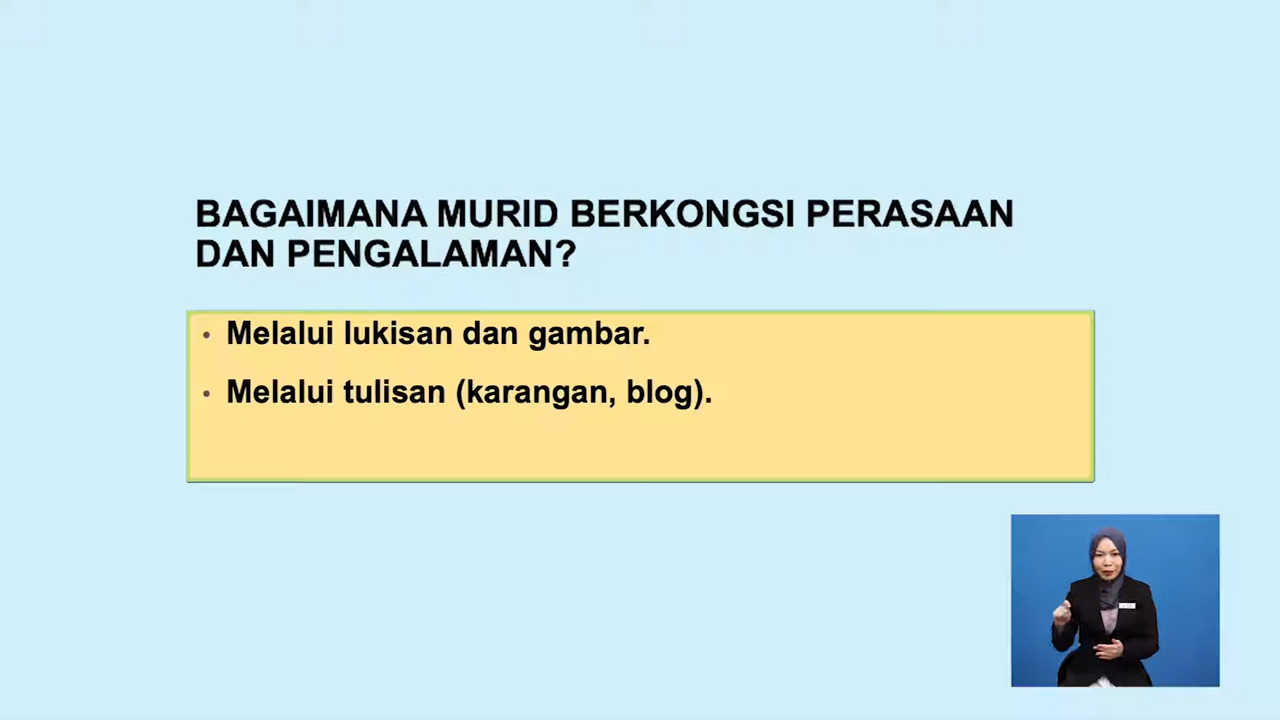 BAGAIMANA MURID BERKONGSI PERASAAN
DAN PENGALAMAN?
• Melalui lukisan dan gambar.
• Melalui tulisan (karangan, blog).